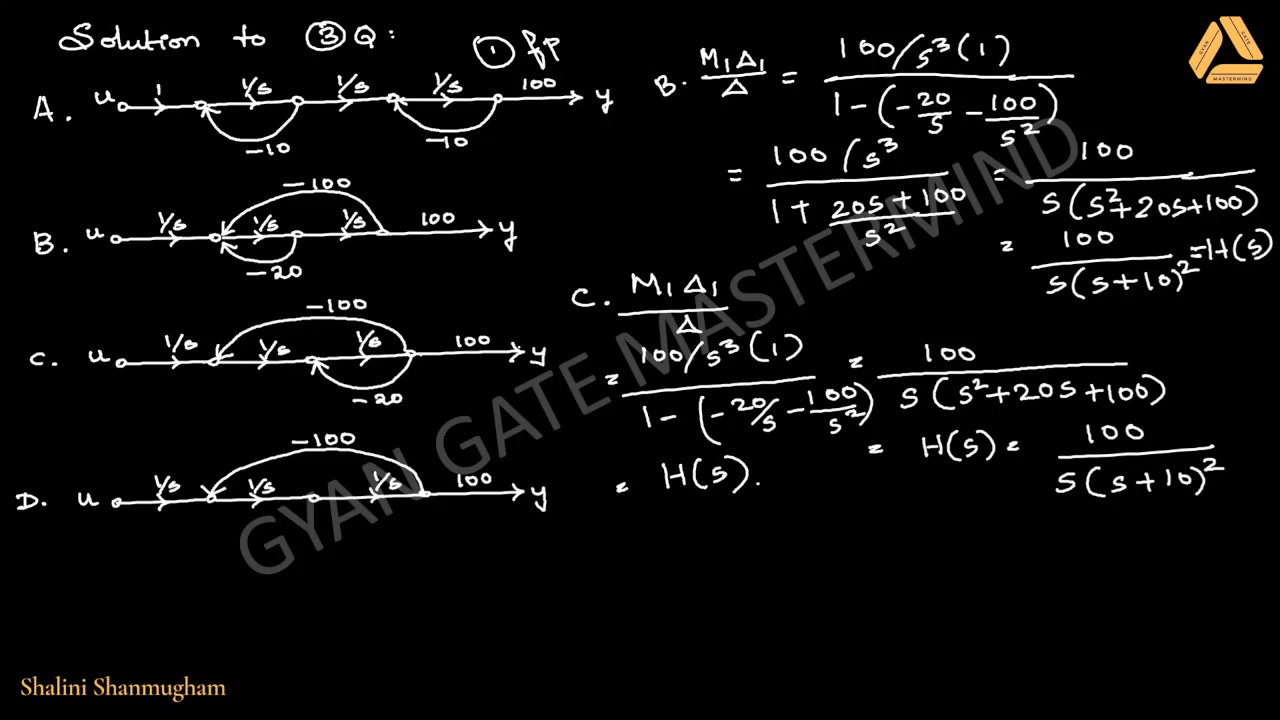 Solution to ③ Q:
① fp
A. u 1 1/s 1/s 1/s 100 y
-10 -10
-100
B. u 1/s 1/s 1/s 100 y
-20
-100
C. u 1/s 1/s 1/s 100 y
-20
-100
D. u 1/s 1/s 1/s 100 y
B. M₁Δ₁/Δ = 100/s³(1) / 1-(-20/s - 100/s²)
= 100/s³ / 1+ 20s+100/s² = 100 / s(s²+20s+100)
= 100 / s(s+10)² = H(s)
C. M₁Δ₁ / Δ
= 100/s³(1) / 1-(-20/s - 100/s²) = 100 / s(s²+20s+100)
= H(s) = 100 / s(s+10)²
= H(s).
GYAN GATE MASTERMIND
GYAN GATE
MASTERMIND
Shalini Shanmugham